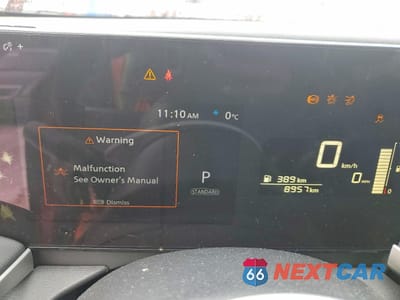 11:10 AM
0°C
Warning
Malfunction
See Owner's Manual
Dismiss
P
STANDARD
0 km/h
389 km
8957 km
0
66 NEXTCAR